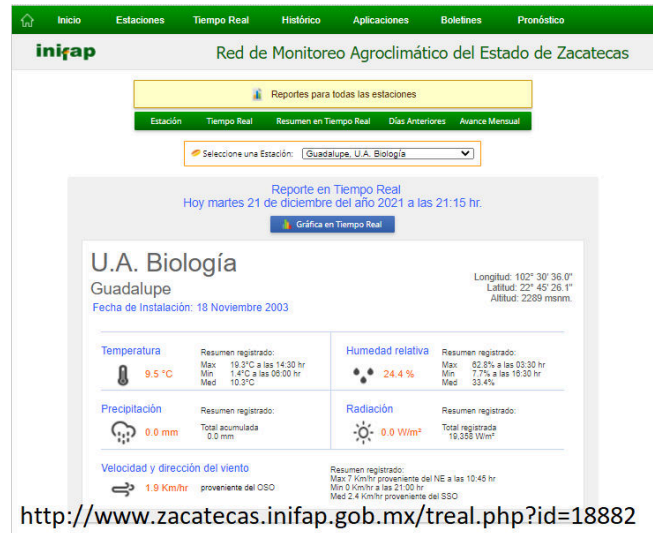 Inicio Estaciones Tiempo Real Histórico Aplicaciones Boletines Pronóstico
inifap Red de Monitoreo Agroclimático del Estado de Zacatecas
Reportes para todas las estaciones
Estación Tiempo Real Resumen en Tiempo Real Días Anteriores Avance Mensual
Seleccione una Estación: Guadalupe, U.A. Biología
Reporte en Tiempo Real
Hoy martes 21 de diciembre del año 2021 a las 21:15 hr.
Gráfica en Tiempo Real
U.A. Biología
Guadalupe
Fecha de Instalación: 18 Noviembre 2003
Longitud: 102° 30' 36.0"
Latitud: 22° 45' 26.1"
Altitud: 2289 msnm.
Temperatura
9.5 °C
Resumen registrado:
Max 19.3°C a las 14:30 hr
Min 1.4°C a las 06:00 hr
Med 10.3°C
Humedad relativa
24.4 %
Resumen registrado:
Max 62.8% a las 03:30 hr
Min 7.7% a las 16:30 hr
Med 33.4%
Precipitación
0.0 mm
Resumen registrado:
Total acumulada
0.0 mm
Radiación
0.0 W/m²
Resumen registrado:
Total registrada
19,358 W/m²
Velocidad y dirección del viento
1.9 Km/hr proveniente del OSO
Resumen registrado:
Max 7 Km/hr proveniente del NE a las 10:45 hr
Min 0 Km/hr a las 21:00 hr
Med 2.4 Km/hr proveniente del SSO
http://www.zacatecas.inifap.gob.mx/treal.php?id=18882